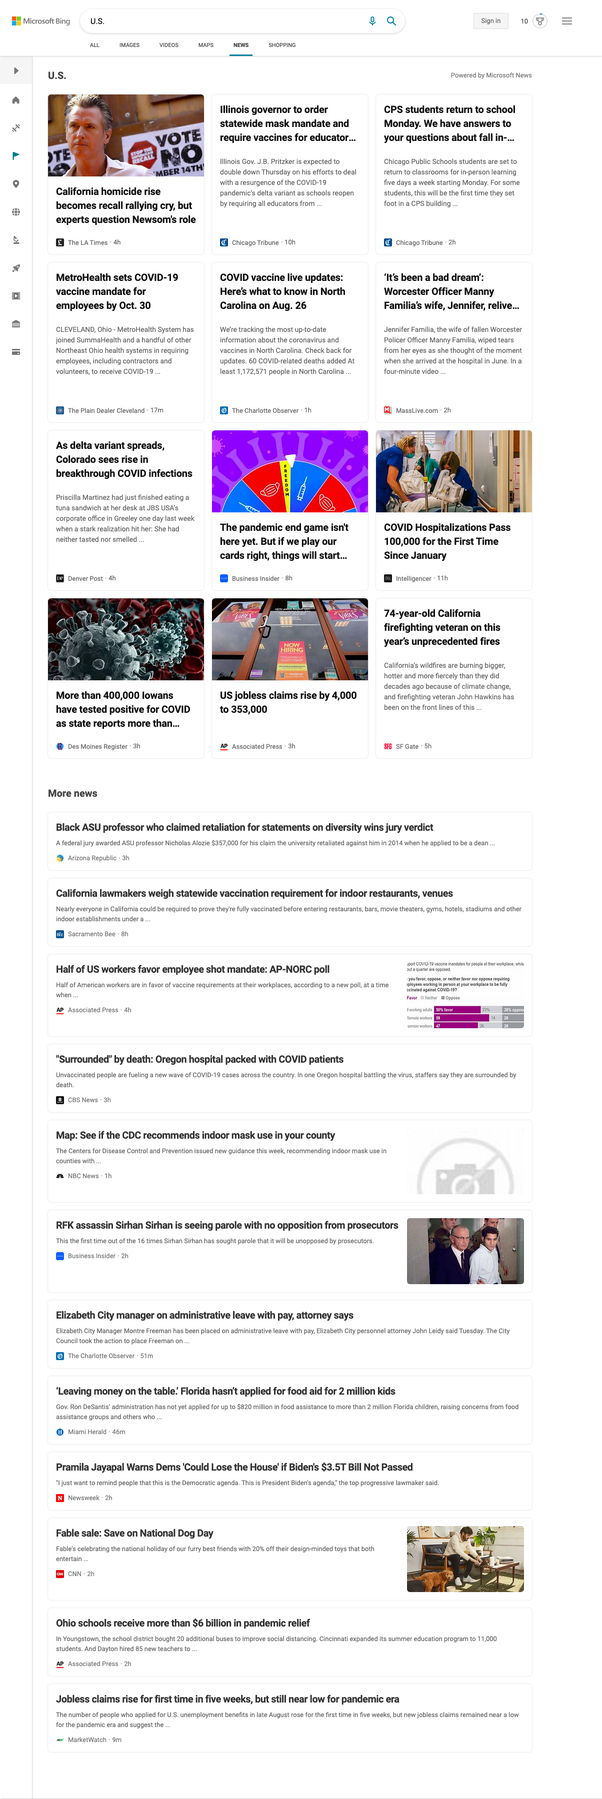 Microsoft Bing
U.S.
Sign in
10
ALL
IMAGES
VIDEOS
MAPS
NEWS
SHOPPING
U.S.
Powered by Microsoft News
California homicide rise
becomes recall rallying cry, but
experts question Newsom's role
The LA Times · 4h
Illinois governor to order
statewide mask mandate and
require vaccines for educator...
Illinois Gov. J.B. Pritzker is expected to
double down Thursday on his efforts to deal
with a resurgence of the COVID-19
pandemic's delta variant as schools reopen
by requiring all educators from ...
Chicago Tribune · 10h
CPS students return to school
Monday. We have answers to
your questions about fall in-...
Chicago Public Schools students are set to
return to classrooms for in-person learning
five days a week starting Monday. For some
students, this will be the first time they set
foot in a CPS building ...
Chicago Tribune · 2h
MetroHealth sets COVID-19
vaccine mandate for
employees by Oct. 30
CLEVELAND, Ohio - MetroHealth System has
joined SummaHealth and a handful of other
Northeast Ohio health systems in requiring
employees, including contractors and
volunteers, to receive COVID-19 ...
The Plain Dealer Cleveland · 17m
COVID vaccine live updates:
Here's what to know in North
Carolina on Aug. 26
We're tracking the most up-to-date
information about the coronavirus and
vaccines in North Carolina. Check back for
updates. 60 COVID-related deaths added At
least 1,172,571 people in North Carolina ...
The Charlotte Observer · 1h
'It's been a bad dream':
Worcester Officer Manny
Familia's wife, Jennifer, relive...
Jennifer Familia, the wife of fallen Worcester
Policer Officer Manny Familia, wiped tears
from her eyes as she thought of the moment
when she arrived at the hospital in June. In a
four-minute video ...
MassLive.com · 2h
As delta variant spreads,
Colorado sees rise in
breakthrough COVID infections
Priscilla Martinez had just finished eating a
tuna sandwich at her desk at JBS USA's
corporate office in Greeley one day last week
when a stark realization hit her: She had
neither tasted nor smelled ...
Denver Post · 4h
FREEDOM
The pandemic end game isn't
here yet. But if we play our
cards right, things will start...
Business Insider · 8h
COVID Hospitalizations Pass
100,000 for the First Time
Since January
Intelligencer · 11h
More than 400,000 Iowans
have tested positive for COVID
as state reports more than...
Des Moines Register · 3h
NOW
HIRING
US jobless claims rise by 4,000
to 353,000
Associated Press · 3h
74-year-old California
firefighting veteran on this
year's unprecedented fires
California's wildfires are burning bigger,
hotter and more fiercely than they did
decades ago because of climate change,
and firefighting veteran John Hawkins has
been on the front lines of this ...
SF Gate · 5h
More news
Black ASU professor who claimed retaliation for statements on diversity wins jury verdict
A federal jury awarded ASU professor Nicholas Alozie $357,000 for his claim the university retaliated against him in 2014 when he applied to be a dean ...
Arizona Republic · 3h
California lawmakers weigh statewide vaccination requirement for indoor restaurants, venues
Nearly everyone in California could be required to prove they're fully vaccinated before entering restaurants, bars, movie theaters, gyms, hotels, stadiums and other
indoor establishments under a ...
Sacramento Bee · 8h
Half of US workers favor employee shot mandate: AP-NORC poll
Half of American workers are in favor of vaccine requirements at their workplaces, according to a new poll, at a time
when ...
Associated Press · 4h
"Surrounded" by death: Oregon hospital packed with COVID patients
Unvaccinated people are fueling a new wave of COVID-19 cases across the country. In one Oregon hospital battling the virus, staffers say they are surrounded by
death.
CBS News · 3h
Map: See if the CDC recommends indoor mask use in your county
The Centers for Disease Control and Prevention issued new guidance this week, recommending indoor mask use in
counties with ...
NBC News · 1h
RFK assassin Sirhan Sirhan is seeing parole with no opposition from prosecutors
This the first time out of the 16 times Sirhan Sirhan has sought parole that it will be unopposed by prosecutors.
Business Insider · 2h
Elizabeth City manager on administrative leave with pay, attorney says
Elizabeth City Manager Montre Freeman has been placed on administrative leave with pay, Elizabeth City personnel attorney John Leidy said Tuesday. The City
Council took the action to place Freeman on ...
The Charlotte Observer · 51m
'Leaving money on the table.' Florida hasn't applied for food aid for 2 million kids
Gov. Ron DeSantis' administration has not yet applied for up to $820 million in food assistance to more than 2 million Florida children, raising concerns from food
assistance groups and others who ...
Miami Herald · 46m
Pramila Jayapal Warns Dems 'Could Lose the House' if Biden's $3.5T Bill Not Passed
"I just want to remind people that this is the Democratic agenda. This is President Biden's agenda," the top progressive lawmaker said.
Newsweek · 2h
Fable sale: Save on National Dog Day
Fable's celebrating the national holiday of our furry best friends with 20% off their design-minded toys that both
entertain ...
CNN · 2h
Ohio schools receive more than $6 billion in pandemic relief
In Youngstown, the school district bought 20 additional buses to improve social distancing. Cincinnati expanded its summer education program to 11,000
students. And Dayton hired 85 new teachers to ...
Associated Press · 2h
Jobless claims rise for first time in five weeks, but still near low for pandemic era
The number of people who applied for U.S. unemployment benefits in late August rose for the first time in five weeks, but new jobless claims remained near a low
for the pandemic era and suggest the ...
MarketWatch · 9m